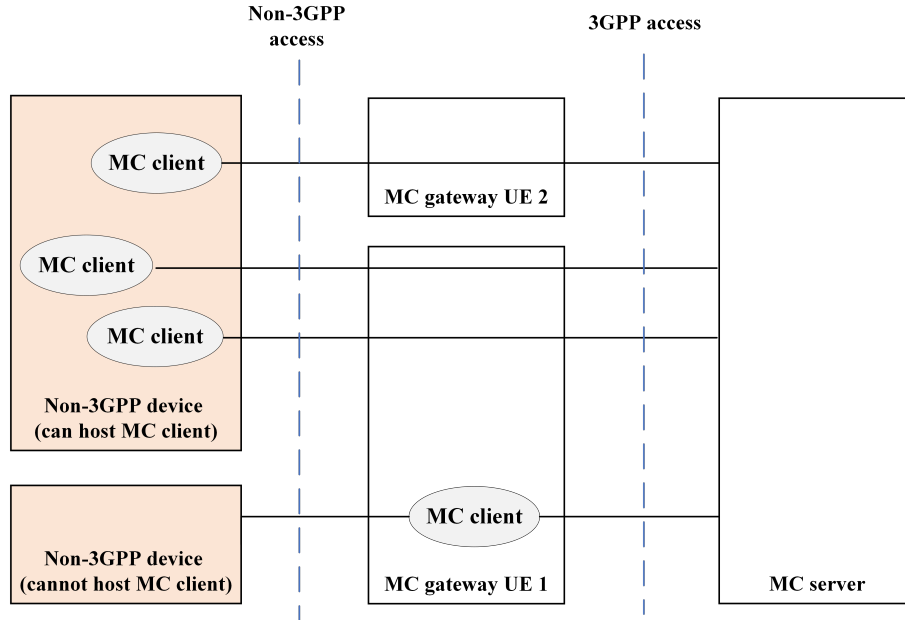 Non-3GPP
access
3GPP access
MC client
MC gateway UE 2
MC client
MC client
Non-3GPP device
(can host MC client)
MC client
Non-3GPP device
(cannot host MC client)
MC gateway UE 1
MC server